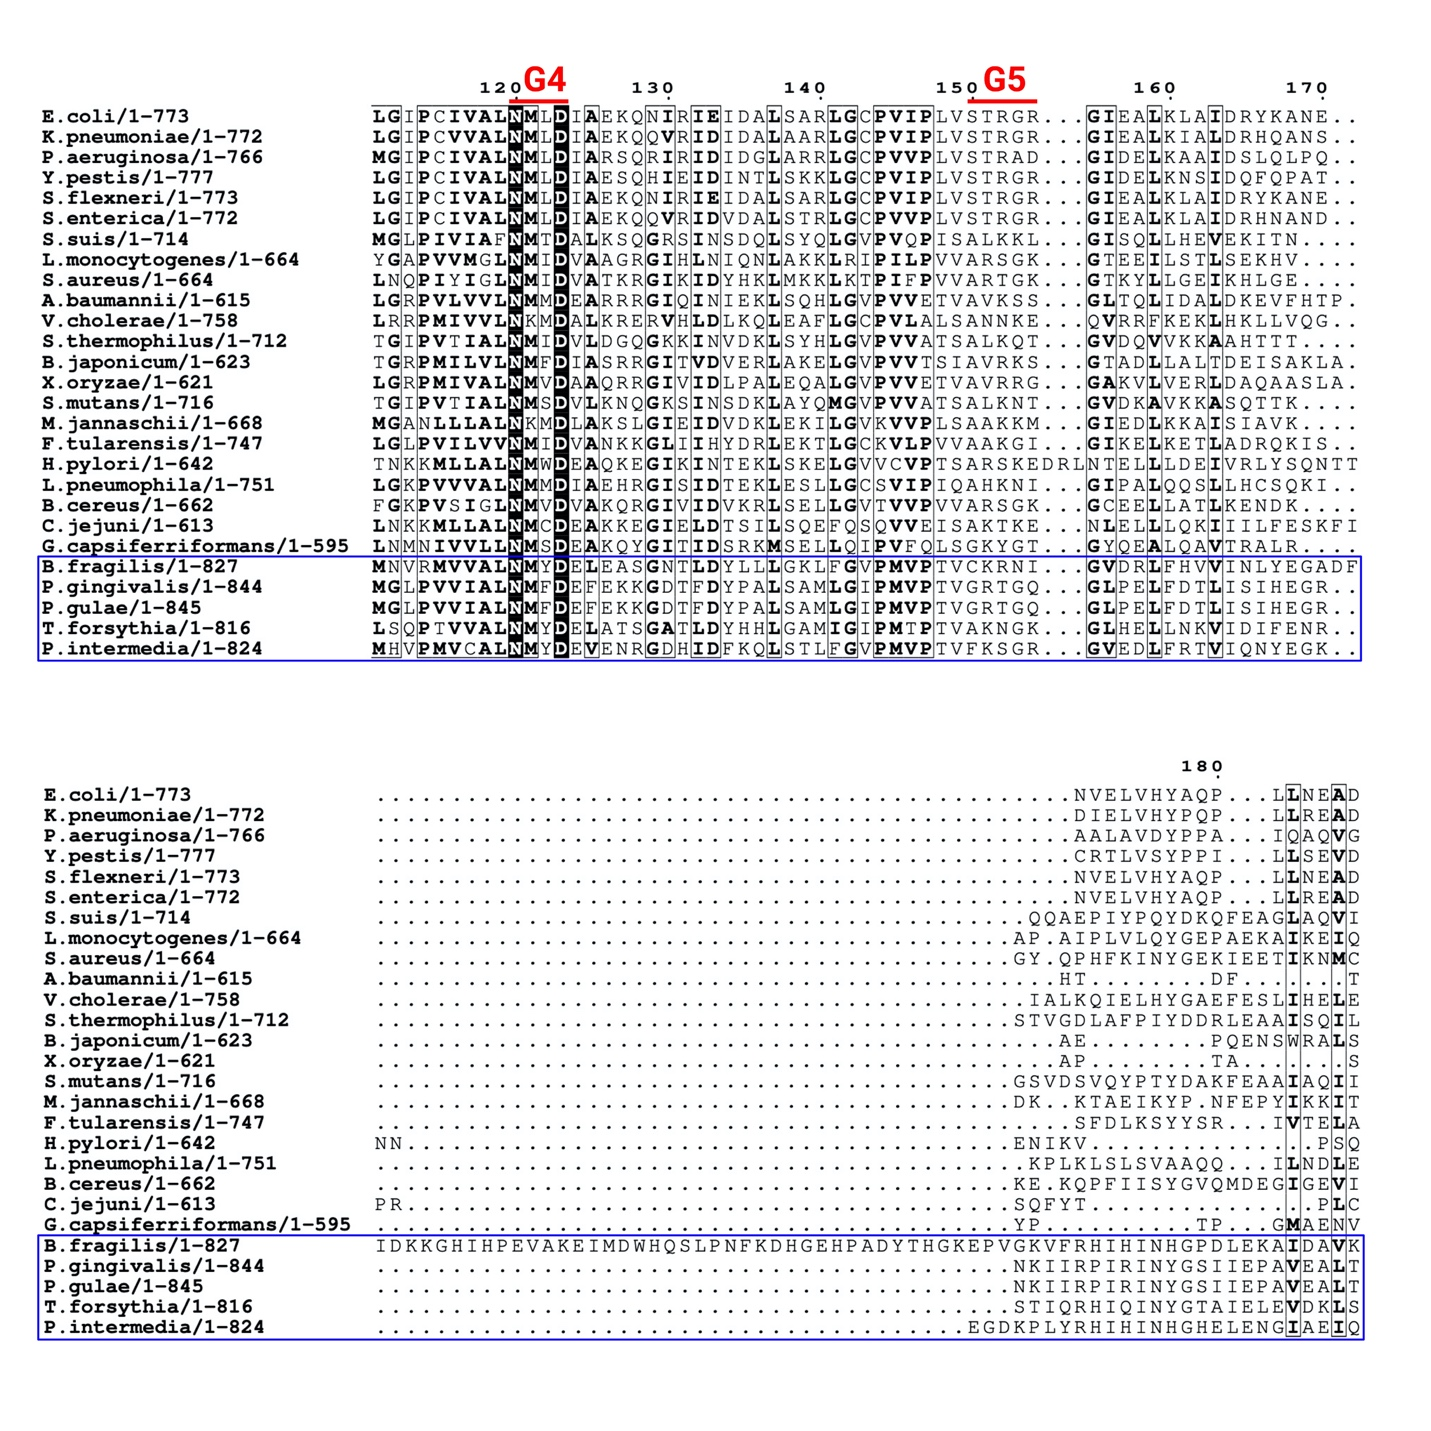 G4 G5
120 130 140 150 160 170
E.coli/1-773 LGIPCIVALNMLDIAEKQNIRIEIDALSARLGCPVIPLVSTRGR...GIEALKLAIDRYKANE..
K.pneumoniae/1-772 LGIPCVVALNMLDIAEKQQVRIDIDALAARLGCPVIPLVSTRGR...GIEALKIALDRHQANS..
P.aeruginosa/1-766 MGIPCIVALNMLDIARSQRIRIDIDGLARRLGCPVVPLVSTRAD...GIDELKAAIDSLQLPQ..
Y.pestis/1-777 LGIPCIVALNMLDIAESQHIEIDINTLSKKLGCPVIPLVSTRGR...GIDELKNSIDQFQPAT..
S.flexneri/1-773 LGIPCIVALNMLDIAEKQNIRIEIDALSARLGCPVIPLVSTRGR...GIEALKLAIDRYKANE..
S.enterica/1-772 LGIPCIVALNMLDIAEKQQVRIDVDALSTRLGCPVVPLVSTRGR...GIEALKLAIDRHNAND..
S.suis/1-714 MGLPIVIAFNMTDALKSQGRSINSDQLSYQLGVPVQPISALKKL...GISQLLHEVEKITN....
L.monocytogenes/1-664 YGAPVVMGLNMIDVAAGRGIHLNIQNLAKKLRIPILPVVARSGK...GTEEILSTLSEKHV....
S.aureus/1-664 LNQPIYIGLNMIDVATKRGIKIDYHKLMKKLKTPIFPVVARTGK...GTKYLLGEIKHLGE....
A.baumannii/1-615 LGRPVLVVLNMMDEARRRGIQINIEKLSQHLGVPVVETVAVKSS...GLTQLIDALDKEVFHTP.
V.cholerae/1-758 LRRPMIVVLNKMDALKRERVHLDLKQLEAFLGCPVLALSANNKE...QVRRFKEKLHKLLVQG..
S.thermophilus/1-712 TGIPVTIALNMIDVLDGQGKKINVDKLSYHLGVPVVATSALKQT...GVDQVVKKAAHTTT....
B.japonicum/1-623 TGRPMILVLNMFDIASRRGITVDVERLAKELGVPVVTSIAVRKS...GTADLLALTDEISAKLA.
X.oryzae/1-621 LGRPMIVALNMVDAAQRRGIVIDLPALEQALGVPVVETVAVRRG...GAKVLVERLDAQAASLA.
S.mutans/1-716 TGIPVTIALNMSDVLKNQGKSINSDKLAYQMGVPVVATSALKNT...GVDKAVKKASQTTK....
M.jannaschii/1-668 MGANLLLALNKMDLAKSLGIEIDVDKLEKILGVKVVPLSAAKKM...GIEDLKKAISIAVK....
F.tularensis/1-747 LGLPVILVVNMIDVANKKGLIIHYDRLEKTLGCKVLPVVAAKGI...GIKELKETLADRQKIS..
H.pylori/1-642 TNKKMLLALNMWDEAQKEGIKINTEKLSKELGVVCVPTSARSKEDRLNTELLLDEIVRLYSQNTT
L.pneumophila/1-751 LGKPVVVALNMMDIAEHRGISIDTEKLESLLGCSVIPIQAHKNI...GIPALQQSLLHCSQKI..
B.cereus/1-662 FGKPVSIGLNMVDVAKQRGIVIDVKRLSELLGVTVVPVVARSGK...GCEELLATLKENDK....
C.jejuni/1-613 LNKKMLLALNMCDEAKKEGIELDTSILSQEFQSQVVEISAKTKE...NLELLLQKIIILFESKFI
G.capsiferriformans/1-595 LNMNIVVLLNMSDEAKQYGITIDSRKMSELLQIPVFQLSGKYGT...GYQEALQAVTRALR....
B.fragilis/1-827 MNVRMVVALNMYDELEASGNTLDYLLLGKLFGVPMVPTVCKRNI...GVDRLFHVVINLYEGADF
P.gingivalis/1-844 MGLPVVIALNMFDEFEKKGDTFDYPALSAMLGIPMVPTVGRTGQ...GLPELFDTLISIHEGR..
P.gulae/1-845 MGLPVVIALNMFDEFEKKGDTFDYPALSAMLGIPMVPTVGRTGQ...GLPELFDTLISIHEGR..
T.forsythia/1-816 LSQPTVVALNMYDELATSGATLDYHHLGAMIGIPMTPTVAKNGK...GLHELLNKVIDIFENR..
P.intermedia/1-824 MHVPMVCALNMYDEVENRGDHIDFKQLSTLFGVPMVPTVFKSGR...GVEDLFRTVIQNYEGK..
180
E.coli/1-773 ..............................................NVELVHYAQP...LLNEAD
K.pneumoniae/1-772 ..............................................DIELVHYPQP...LLREAD
P.aeruginosa/1-766 ..............................................AALAVDYPPA...IQAQVG
Y.pestis/1-777 ..............................................CRTLVSYPPI...LLSEVD
S.flexneri/1-773 ..............................................NVELVHYAQP...LLNEAD
S.enterica/1-772 ..............................................NVELVHYAQP...LLREAD
S.suis/1-714 ...........................................QQAEPIYPQYDKQFEAGLAQVI
L.monocytogenes/1-664 ..........................................AP.AIPLVLQYGEPAEKAIKEIQ
S.aureus/1-664 ..........................................GY.QPHFKINYGEKIEETIKNMC
A.baumannii/1-615 .............................................HT........DF........T
V.cholerae/1-758 ...........................................IALKQIELHYGAEFESLIHELE
S.thermophilus/1-712 ..........................................STVGDLAFPIYDDRLEAAISQIL
B.japonicum/1-623 .............................................AE........PQENSWRALS
X.oryzae/1-621 .............................................AP........TA........S
S.mutans/1-716 ..........................................GSVDSVQYPTYDAKFEAAIAQII
M.jannaschii/1-668 ..........................................DK..KTAEIKYP.NFEPYIKKIT
F.tularensis/1-747 ..............................................SFDLKSYYSR...IVTELA
H.pylori/1-642 NN........................................ENIKV...............PSQ
L.pneumophila/1-751 ...........................................KPLKLSLSVAAQQ...ILNDLE
B.cereus/1-662 ..........................................KE.KQPFIISYGVQMDEGIGEVI
C.jejuni/1-613 PR........................................SQFYT...............PLC
G.capsiferriformans/1-595 ..........................................YP..........TP...GMAENV
B.fragilis/1-827 IDKKGHIHPEVAKEIMDWHQSLPNFKDHGEHPADYTHGKEPVGKVFRHIHINHGPDLEKAIDAVK
P.gingivalis/1-844 ..........................................NKIIRPIRINYGSIIEPAVEALT
P.gulae/1-845 ..........................................NKIIRPIRINYGSIIEPAVEALT
T.forsythia/1-816 ..........................................STIQRHIQINYGTAIELEVDKLS
P.intermedia/1-824 .......................................EGDKPLYRHIHINHGHELENGIAEIQ